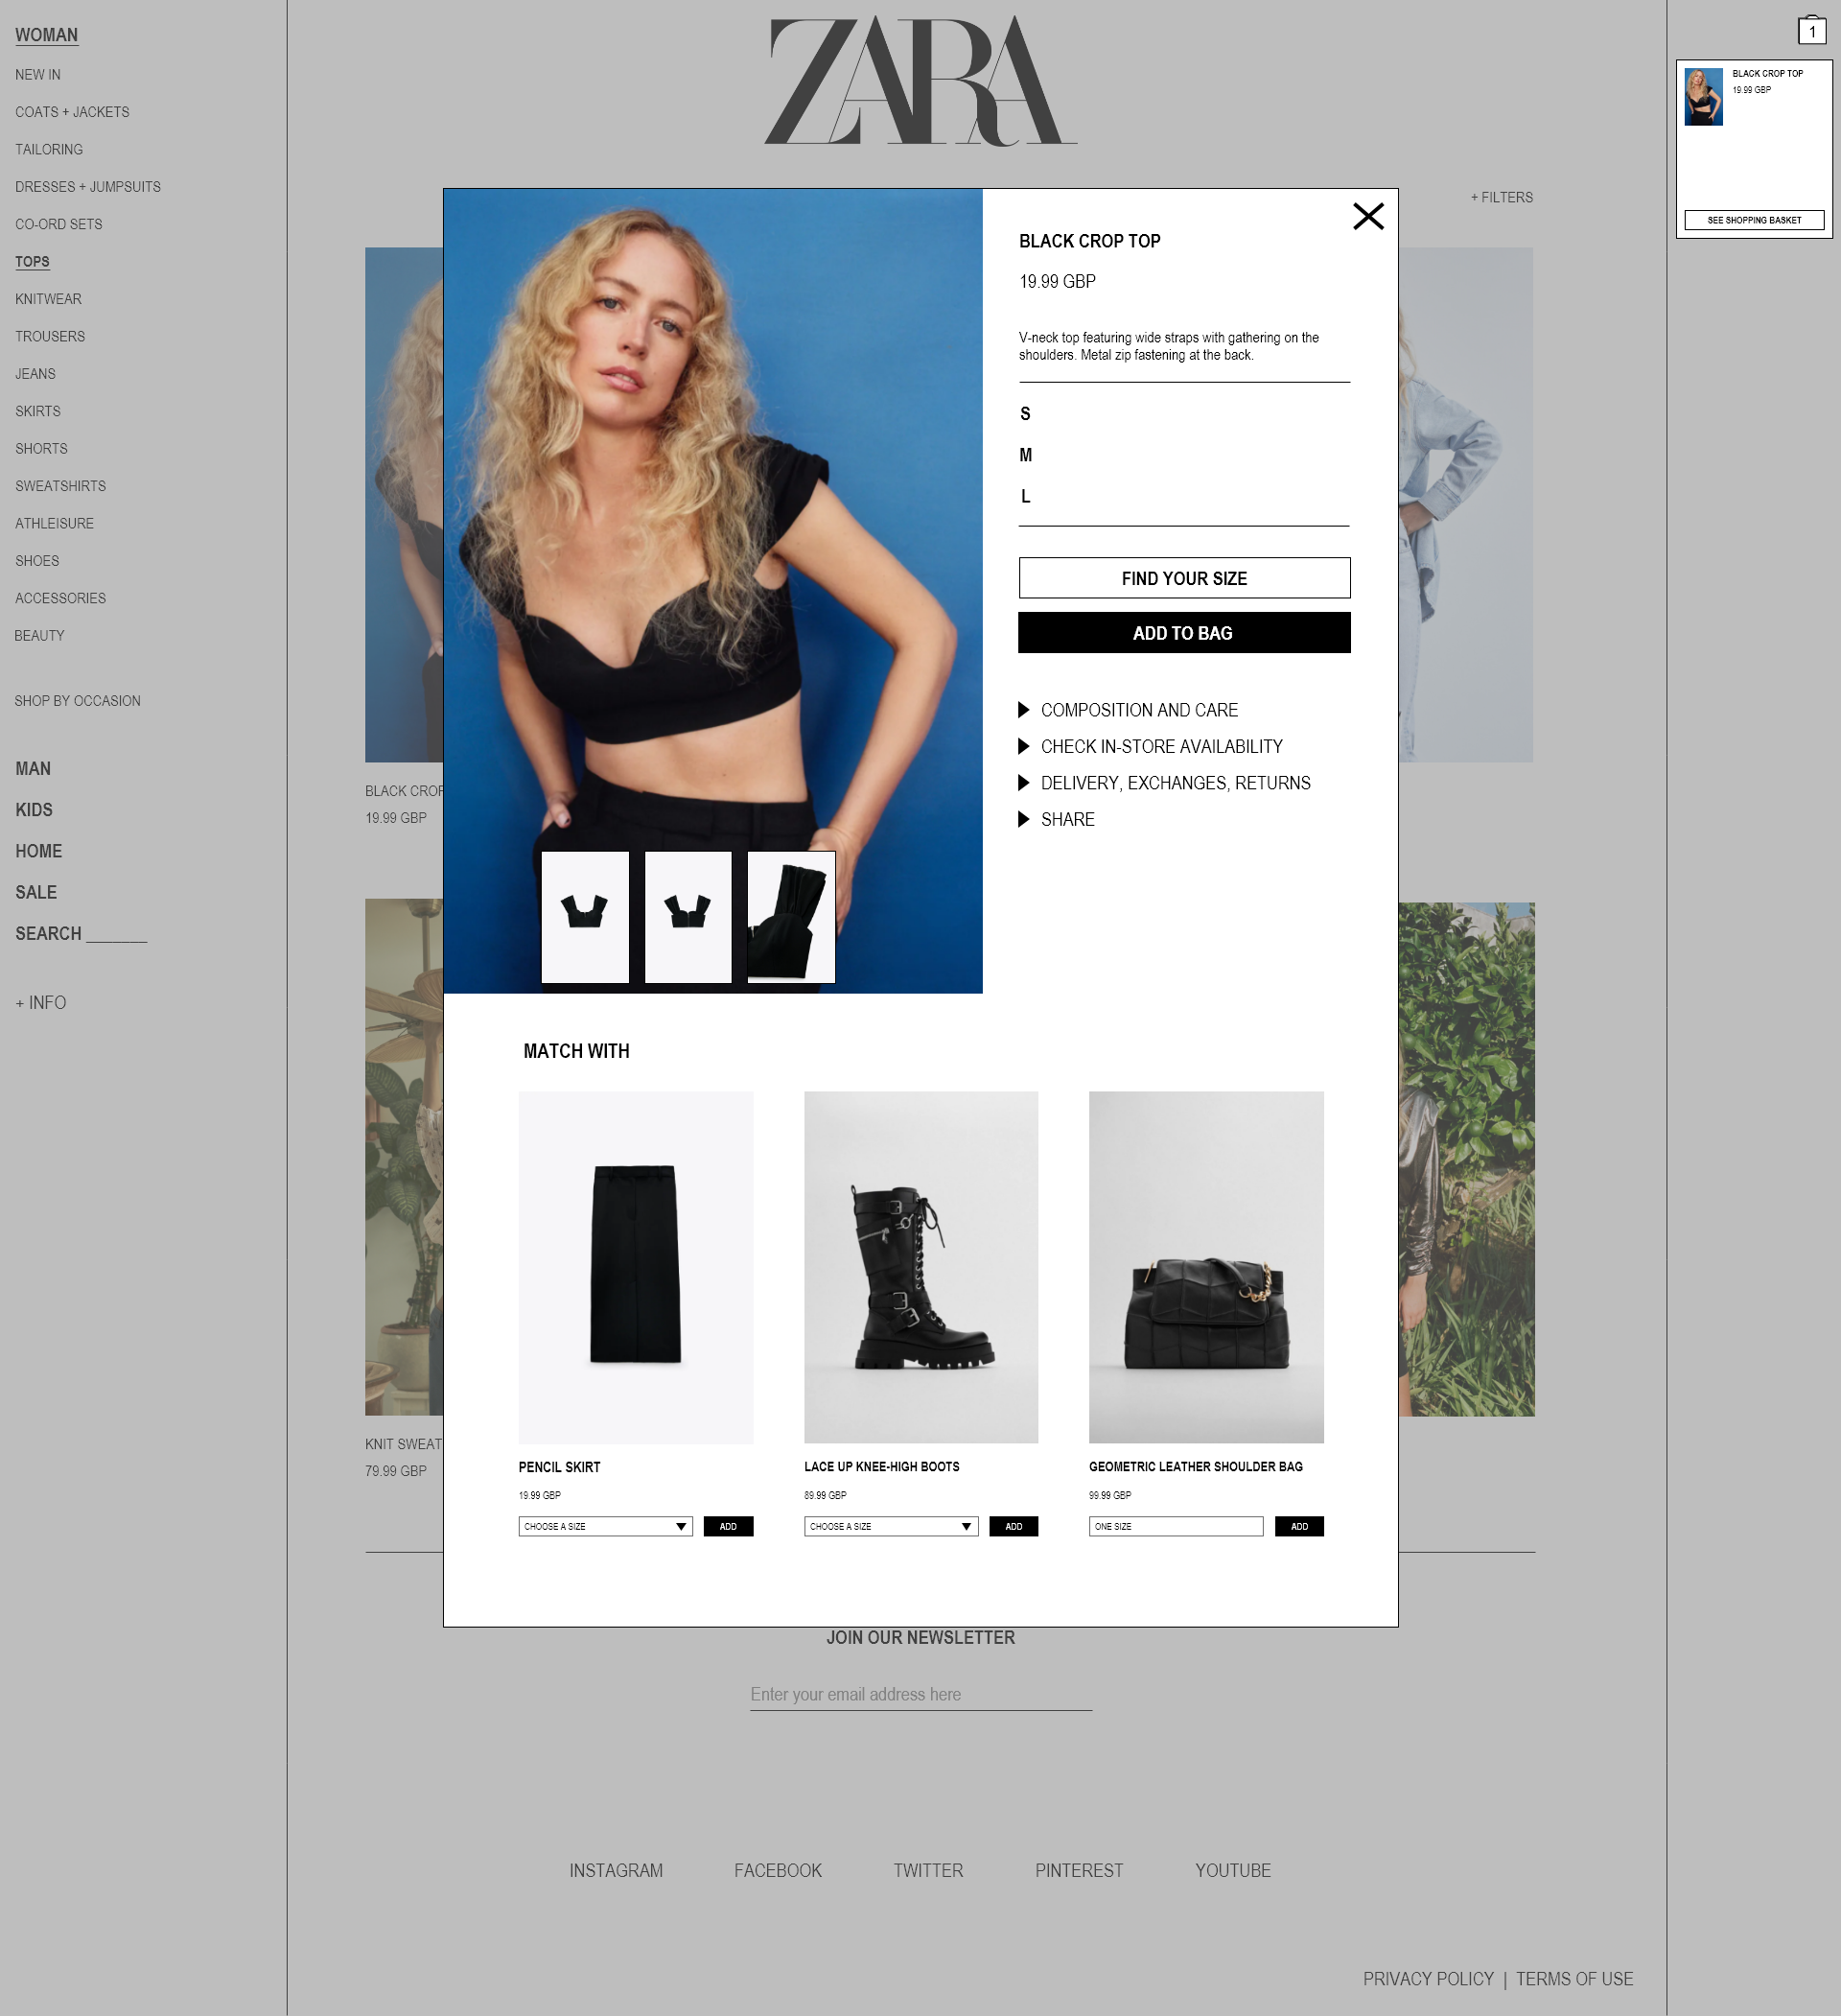 WOMAN
NEW IN
COATS + JACKETS
TAILORING
DRESSES + JUMPSUITS
CO-ORD SETS
TOPS
KNITWEAR
TROUSERS
JEANS
SKIRTS
SHORTS
SWEATSHIRTS
ATHLEISURE
SHOES
ACCESSORIES
BEAUTY
SHOP BY OCCASION
MAN
KIDS
HOME
SALE
SEARCH
+ INFO
ZARA
+ FILTERS
1
BLACK CROP TOP
19.99 GBP
SEE SHOPPING BASKET
BLACK CROP
19.99 GBP
KNIT SWEAT
79.99 GBP
BLACK CROP TOP
19.99 GBP
V-neck top featuring wide straps with gathering on the
shoulders. Metal zip fastening at the back.
S
M
L
FIND YOUR SIZE
ADD TO BAG
COMPOSITION AND CARE
CHECK IN-STORE AVAILABILITY
DELIVERY, EXCHANGES, RETURNS
SHARE
MATCH WITH
PENCIL SKIRT
19.99 GBP
CHOOSE A SIZE
ADD
LACE UP KNEE-HIGH BOOTS
89.99 GBP
CHOOSE A SIZE
ADD
GEOMETRIC LEATHER SHOULDER BAG
99.99 GBP
ONE SIZE
ADD
JOIN OUR NEWSLETTER
Enter your email address here
INSTAGRAM FACEBOOK TWITTER PINTEREST YOUTUBE
PRIVACY POLICY | TERMS OF USE